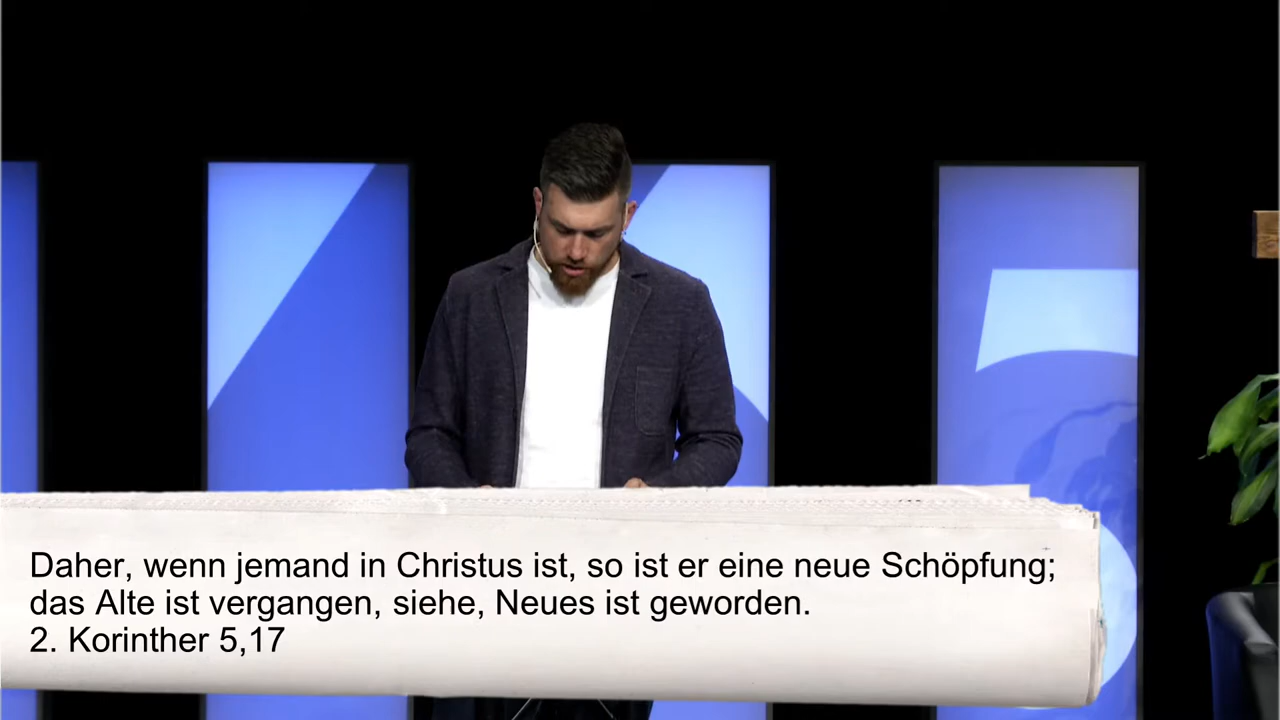 Daher, wenn jemand in Christus ist, so ist er eine neue Schöpfung;
das Alte ist vergangen, siehe, Neues ist geworden.
2. Korinther 5,17